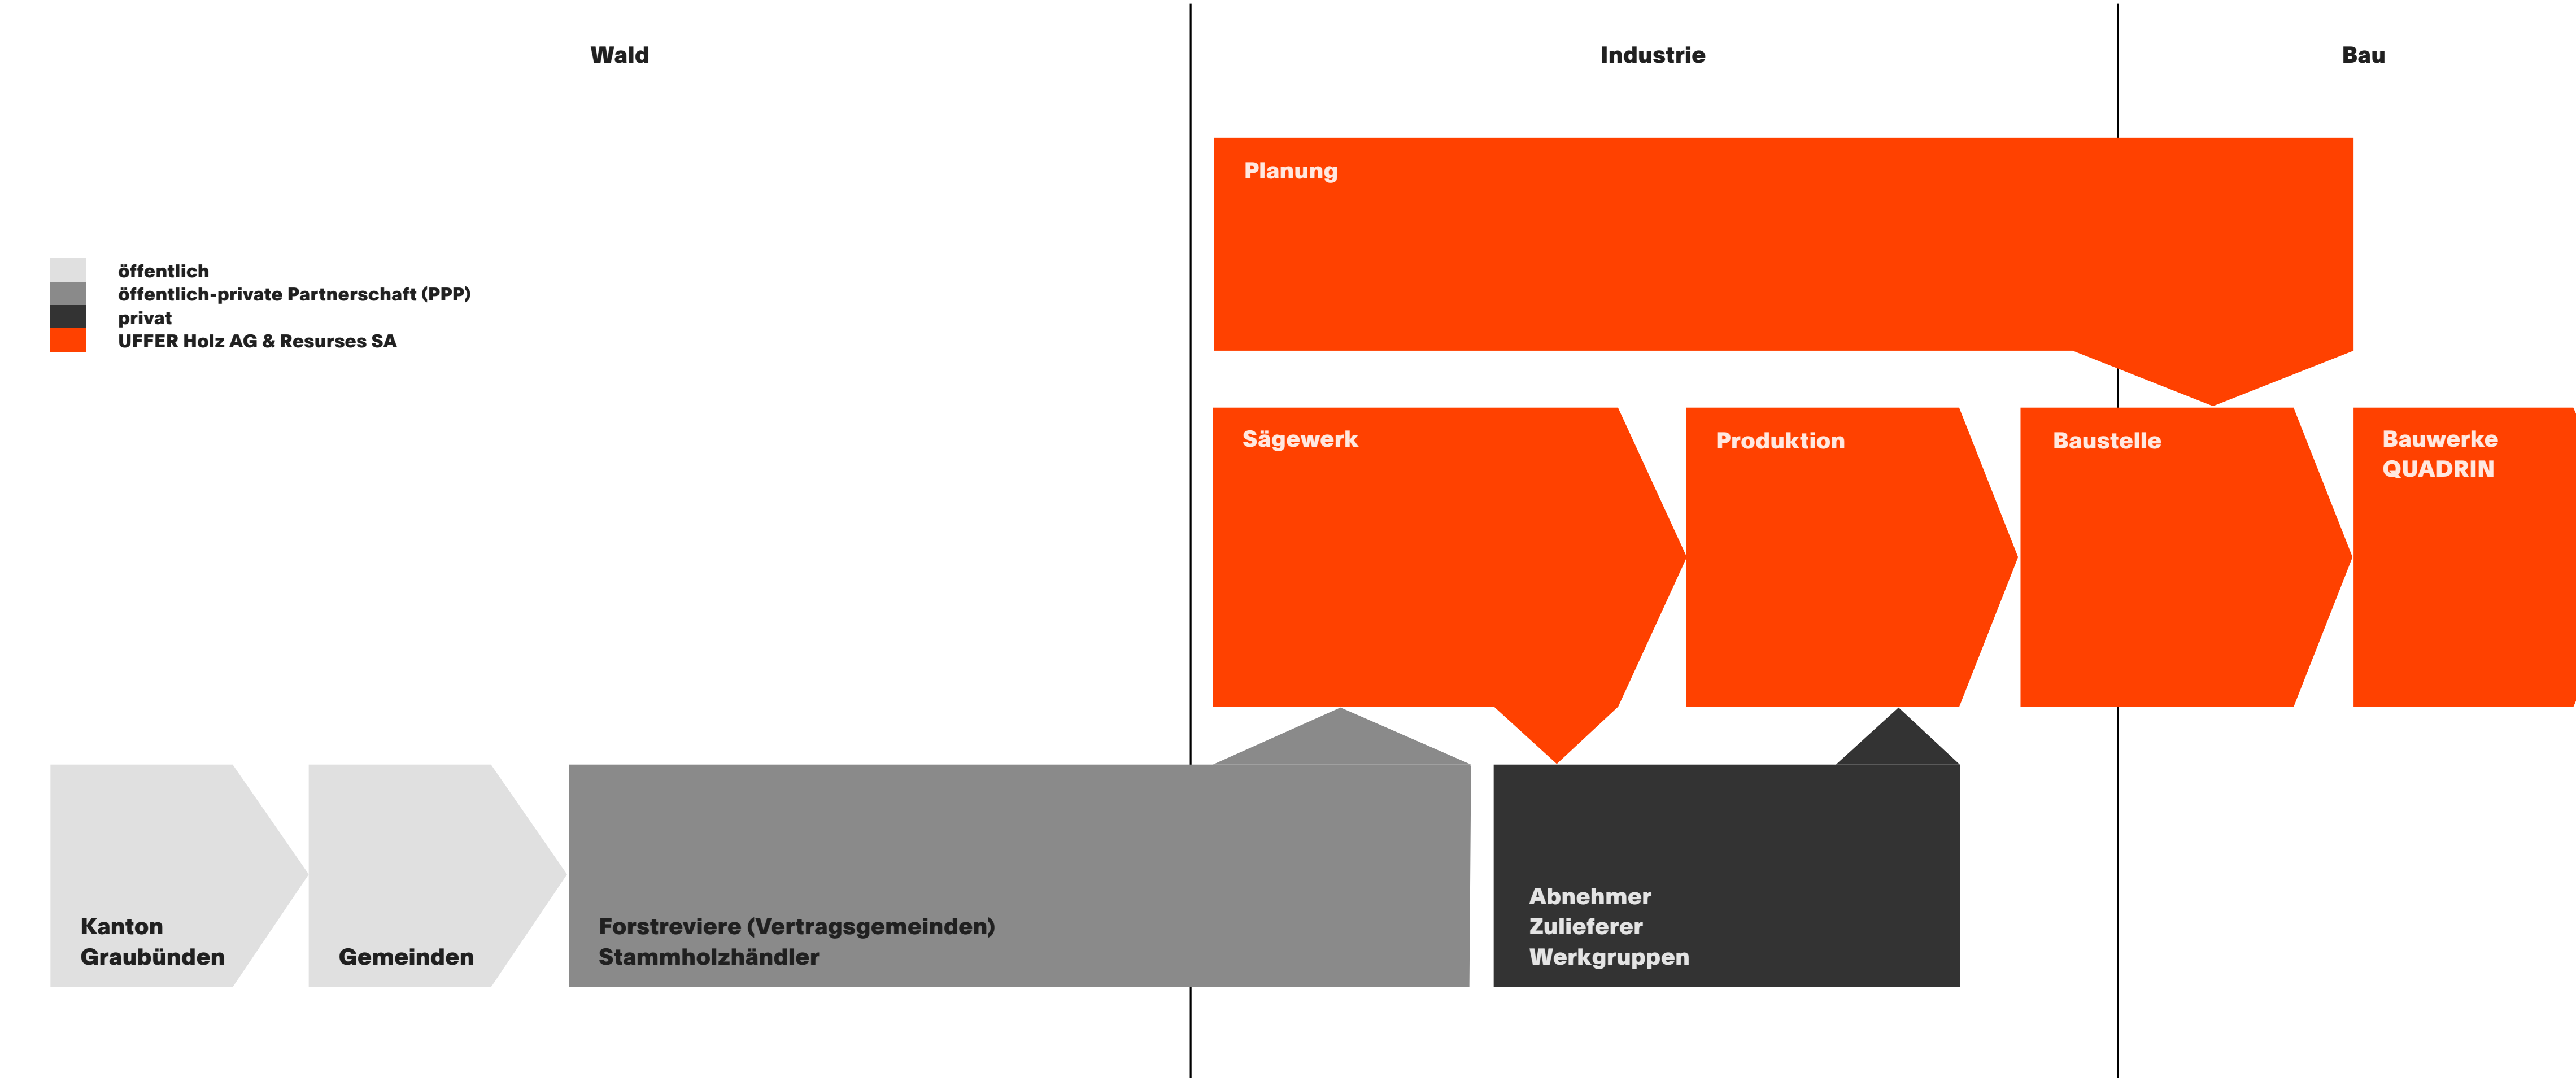 Wald
Industrie
Bau
Planung
öffentlich
öffentlich-private Partnerschaft (PPP)
privat
UFFER Holz AG & Resurses SA
Sägewerk
Produktion
Baustelle
Bauwerke
QUADRIN
Kanton
Graubünden
Gemeinden
Forstreviere (Vertragsgemeinden)
Stammholzhändler
Abnehmer
Zulieferer
Werkgruppen